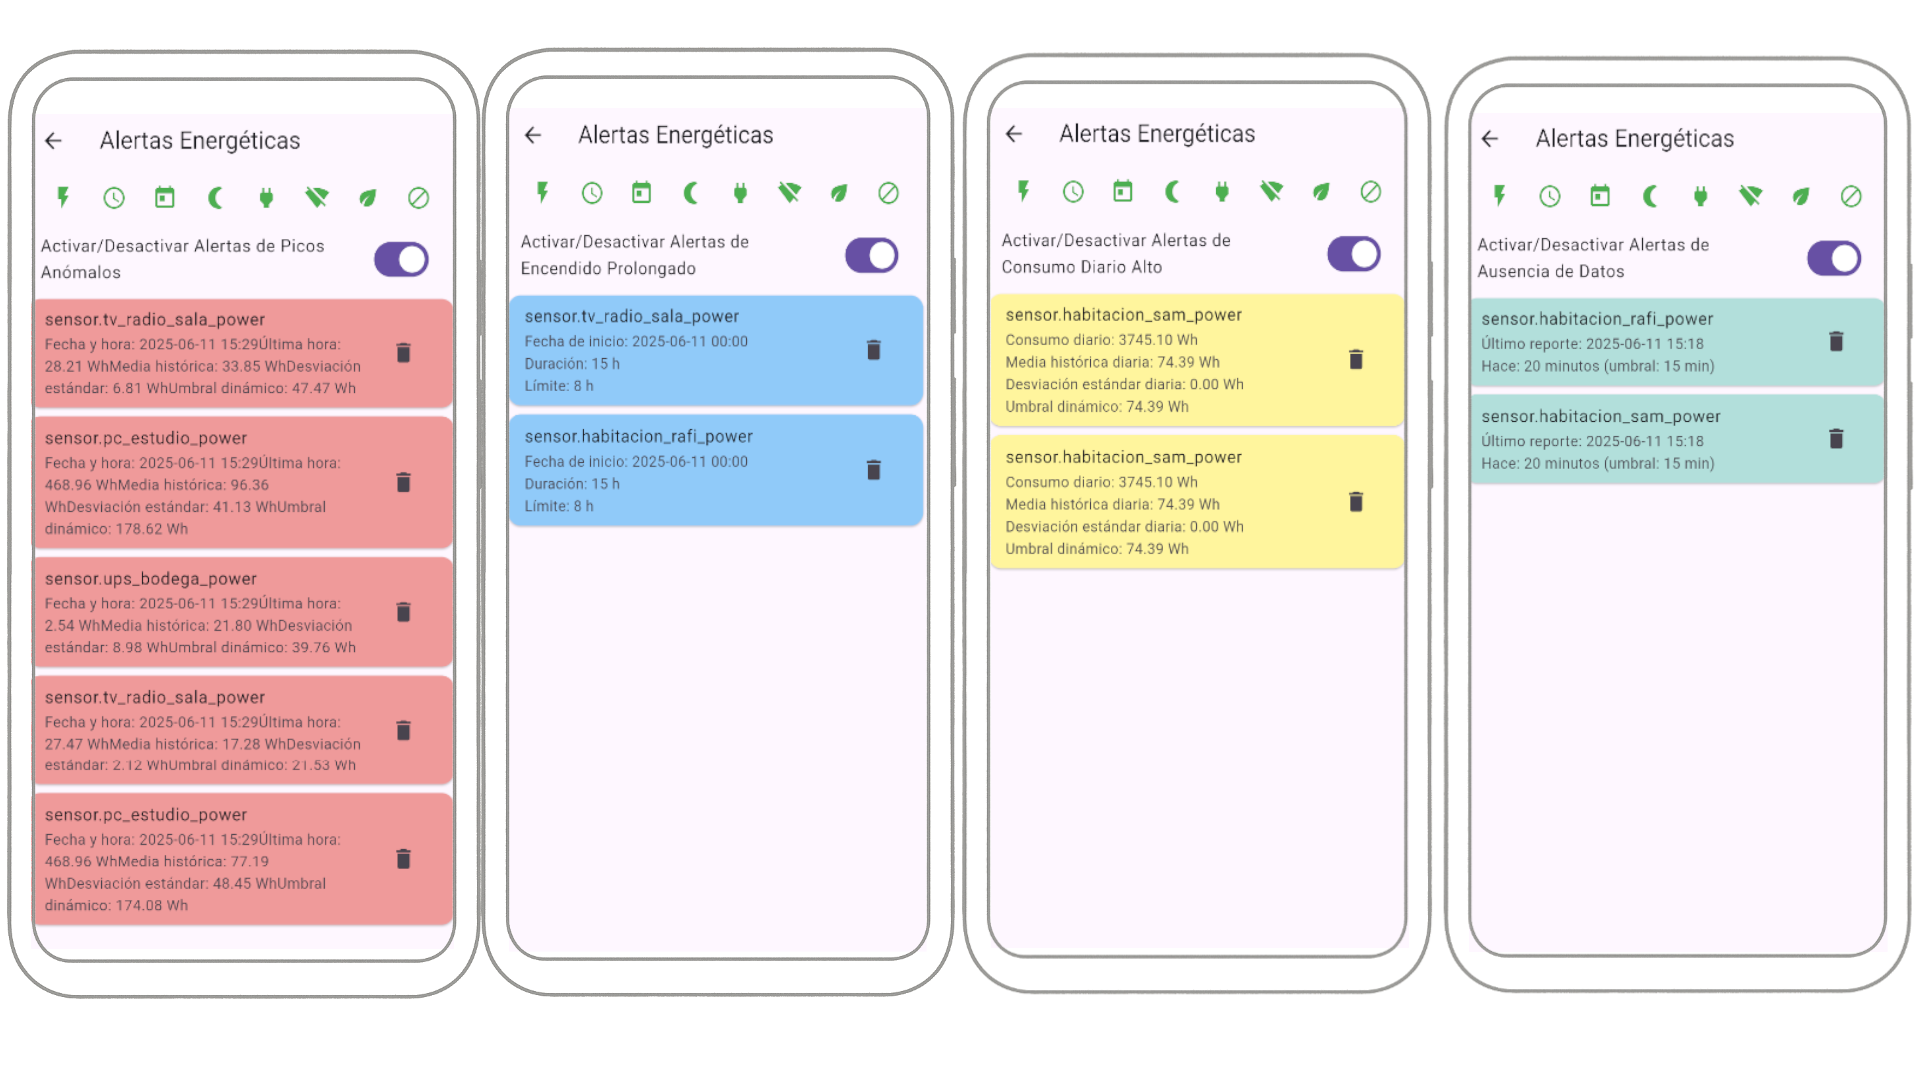 Alertas Energéticas
Activar/Desactivar Alertas de Picos
Anómalos
sensor.tv_radio_sala_power
Fecha y hora: 2025-06-11 15:29Última hora:
28.21 WhMedia histórica: 33.85 WhDesviación
estándar: 6.81 WhUmbral dinámico: 47.47 Wh
sensor.pc_estudio_power
Fecha y hora: 2025-06-11 15:29Última hora:
468.96 WhMedia histórica: 96.36
WhDesviación estándar: 41.13 WhUmbral
dinámico: 178.62 Wh
sensor.ups_bodega_power
Fecha y hora: 2025-06-11 15:29Última hora:
2.54 WhMedia histórica: 21.80 WhDesviación
estándar: 8.98 WhUmbral dinámico: 39.76 Wh
sensor.tv_radio_sala_power
Fecha y hora: 2025-06-11 15:29Última hora:
27.47 WhMedia histórica: 17.28 WhDesviación
estándar: 2.12 WhUmbral dinámico: 21.53 Wh
sensor.pc_estudio_power
Fecha y hora: 2025-06-11 15:29Última hora:
468.96 WhMedia histórica: 77.19
WhDesviación estándar: 48.45 WhUmbral
dinámico: 174.08 Wh
Alertas Energéticas
Activar/Desactivar Alertas de
Encendido Prolongado
sensor.tv_radio_sala_power
Fecha de inicio: 2025-06-11 00:00
Duración: 15 h
Límite: 8 h
sensor.habitacion_rafi_power
Fecha de inicio: 2025-06-11 00:00
Duración: 15 h
Límite: 8 h
Alertas Energéticas
Activar/Desactivar Alertas de
Consumo Diario Alto
sensor.habitacion_sam_power
Consumo diario: 3745.10 Wh
Media histórica diaria: 74.39 Wh
Desviación estándar diaria: 0.00 Wh
Umbral dinámico: 74.39 Wh
sensor.habitacion_sam_power
Consumo diario: 3745.10 Wh
Media histórica diaria: 74.39 Wh
Desviación estándar diaria: 0.00 Wh
Umbral dinámico: 74.39 Wh
Alertas Energéticas
Activar/Desactivar Alertas de
Ausencia de Datos
sensor.habitacion_rafi_power
Último reporte: 2025-06-11 15:18
Hace: 20 minutos (umbral: 15 min)
sensor.habitacion_sam_power
Último reporte: 2025-06-11 15:18
Hace: 20 minutos (umbral: 15 min)